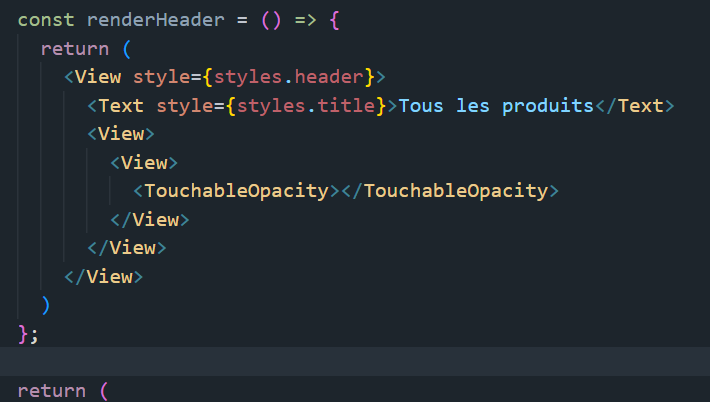 const renderHeader = () => {
return (
<View style={styles.header}>
<Text style={styles.title}>Tous les produits</Text>
<View>
<View>
<TouchableOpacity></TouchableOpacity>
</View>
</View>
</View>
)
};
return (